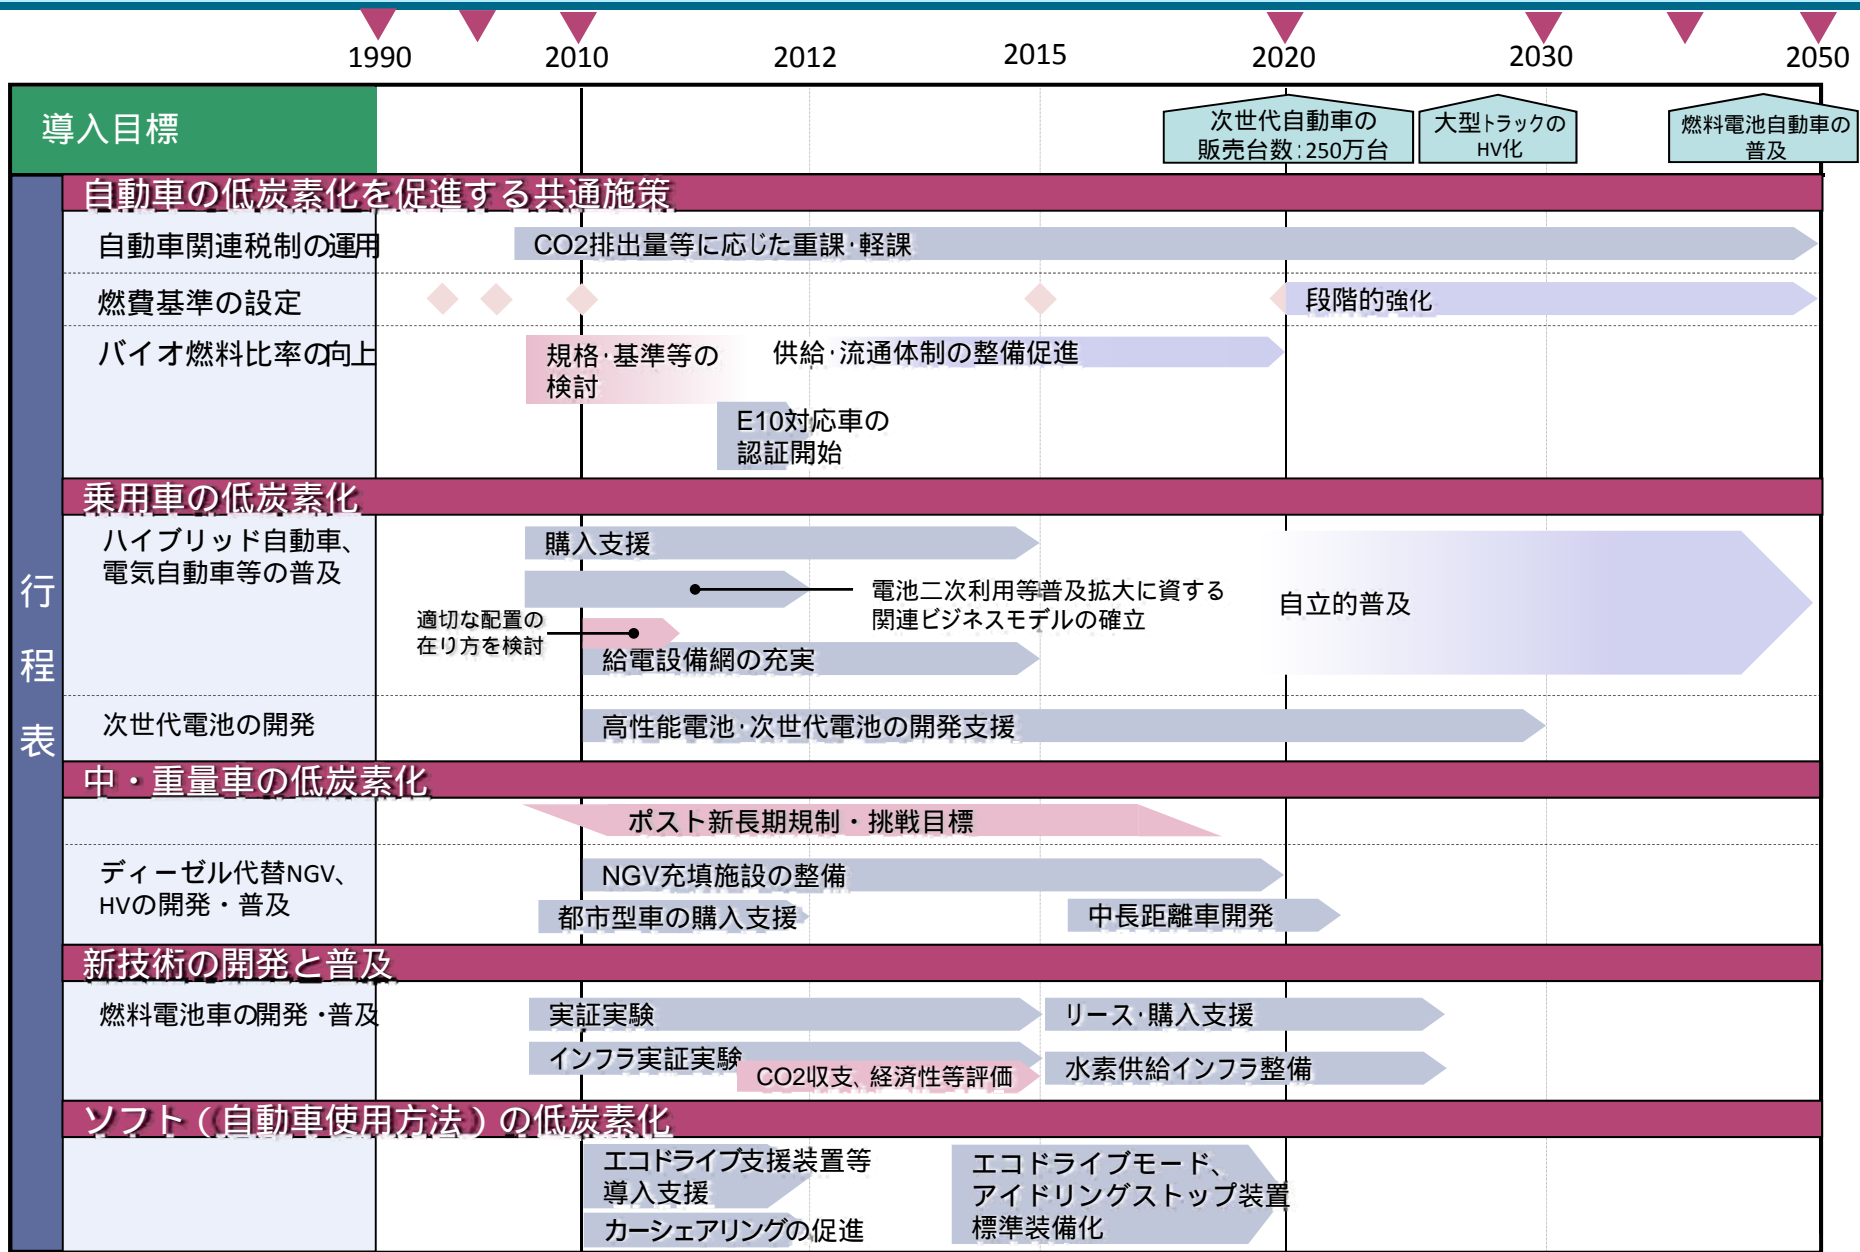 1990 2010 2012 2015 2020 2030 2050
導入目標
次世代自動車の
販売台数:250万台
大型トラックの
HV化
燃料電池自動車の
普及
行程表
自動車の低炭素化を促進する共通施策
自動車関連税制の運用
CO2排出量等に応じた重課・軽課
燃費基準の設定
段階的強化
バイオ燃料比率の向上
規格・基準等の
検討
供給・流通体制の整備促進
E10対応車の
認証開始
乗用車の低炭素化
ハイブリッド自動車、
電気自動車等の普及
購入支援
電池二次利用等普及拡大に資する
関連ビジネスモデルの確立
適切な配置の
在り方を検討
給電設備網の充実
自立的普及
次世代電池の開発
高性能電池・次世代電池の開発支援
中・重量車の低炭素化
ポスト新長期規制・挑戦目標
ディーゼル代替NGV、
HVの開発・普及
NGV充填施設の整備
都市型車の購入支援
中長距離車開発
新技術の開発と普及
燃料電池車の開発・普及
実証実験
リース・購入支援
インフラ実証実験
CO2収支、経済性等評価
水素供給インフラ整備
ソフト(自動車使用方法)の低炭素化
エコドライブ支援装置等
導入支援
カーシェアリングの促進
エコドライブモード、
アイドリングストップ装置
標準装備化